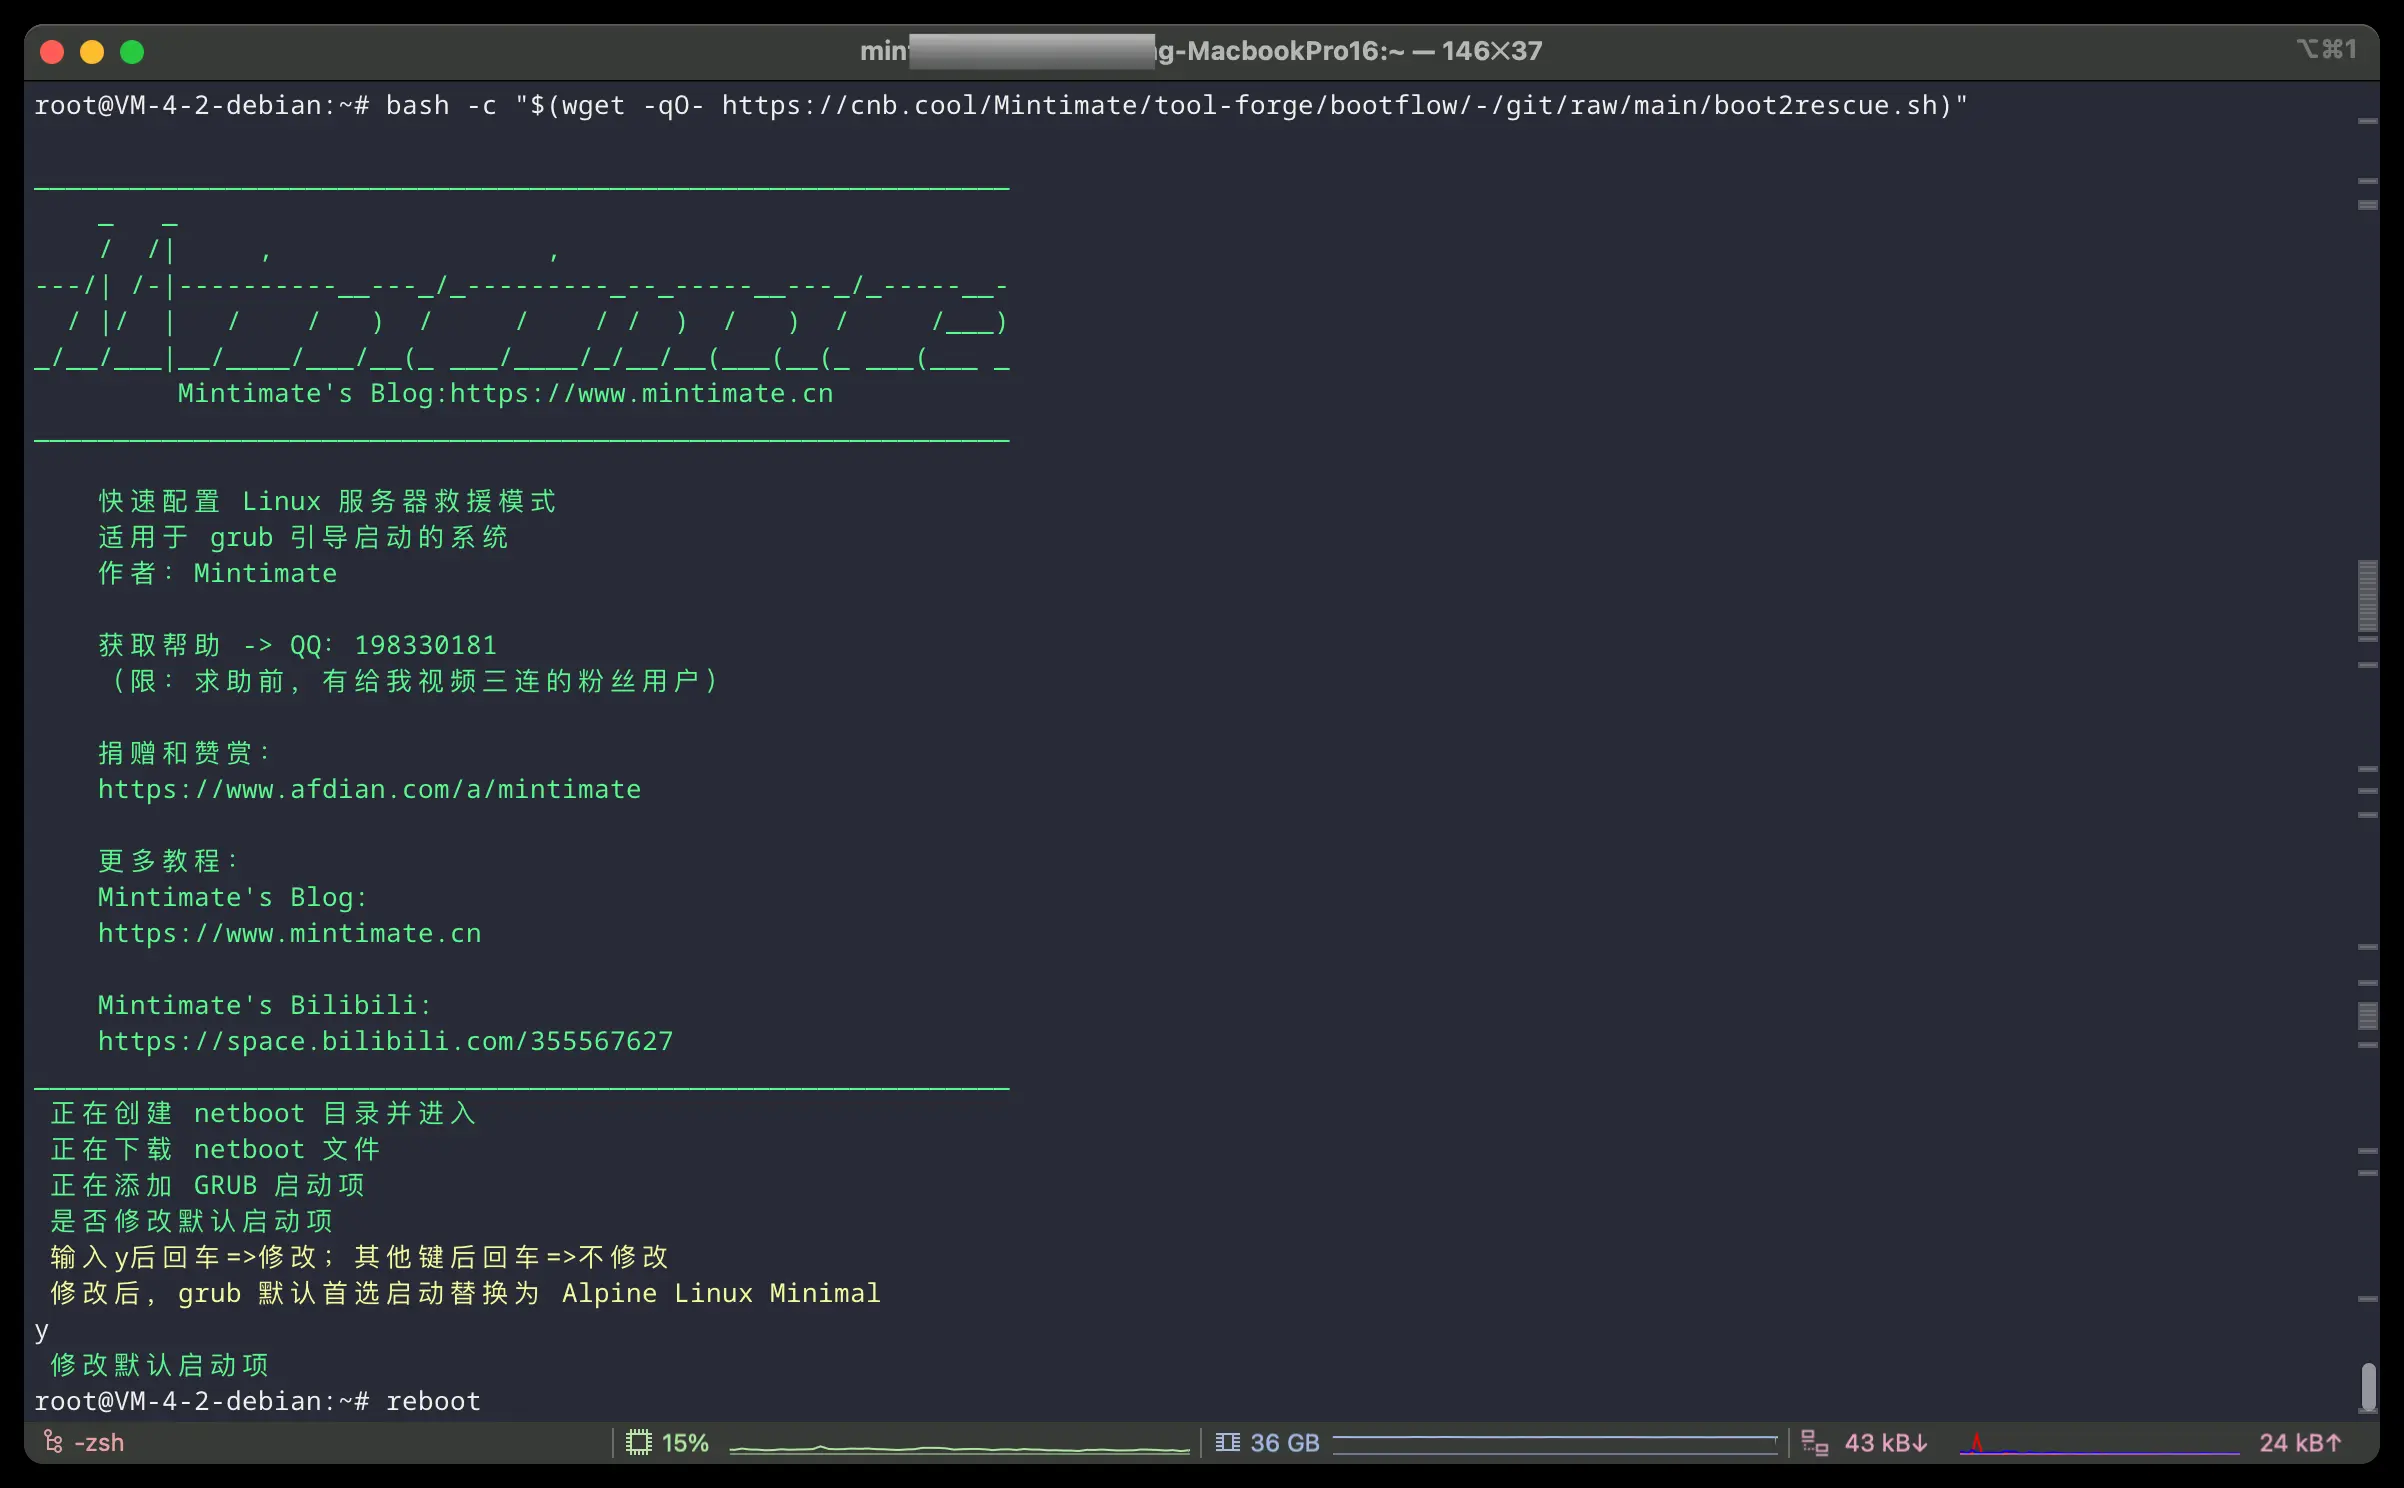 min g-MacbookPro16:~ — 146×37
⌥⌘1
root@VM-4-2-debian:~# bash -c "$(wget -qO- https://cnb.cool/Mintimate/tool-forge/bootflow/-/git/raw/main/boot2rescue.sh)"
_____________________________________________________________
    _   _
    /  /|     ,                 ,
---/| /-|----------__---_/_---------_--_-----__---_/_-----__-
  / |/  |   /    /   )  /     /    / /  )  /   )  /     /___)
_/__/___|__/____/___/__(_ ___/____/_/__/__(___(__(_ ___(___ _
         Mintimate's Blog:https://www.mintimate.cn
_____________________________________________________________
快速配置 Linux 服务器救援模式
适用于 grub 引导启动的系统
作者：Mintimate
获取帮助 -> QQ：198330181
（限：求助前，有给我视频三连的粉丝用户）
捐赠和赞赏：
https://www.afdian.com/a/mintimate
更多教程：
Mintimate's Blog:
https://www.mintimate.cn
Mintimate's Bilibili:
https://space.bilibili.com/355567627
_____________________________________________________________
正在创建 netboot 目录并进入
正在下载 netboot 文件
正在添加 GRUB 启动项
是否修改默认启动项
输入y后回车=>修改；其他键后回车=>不修改
修改后，grub 默认首选启动替换为 Alpine Linux Minimal
y
修改默认启动项
root@VM-4-2-debian:~# reboot
-zsh 15% 36 GB 43 kB↓ 24 kB↑